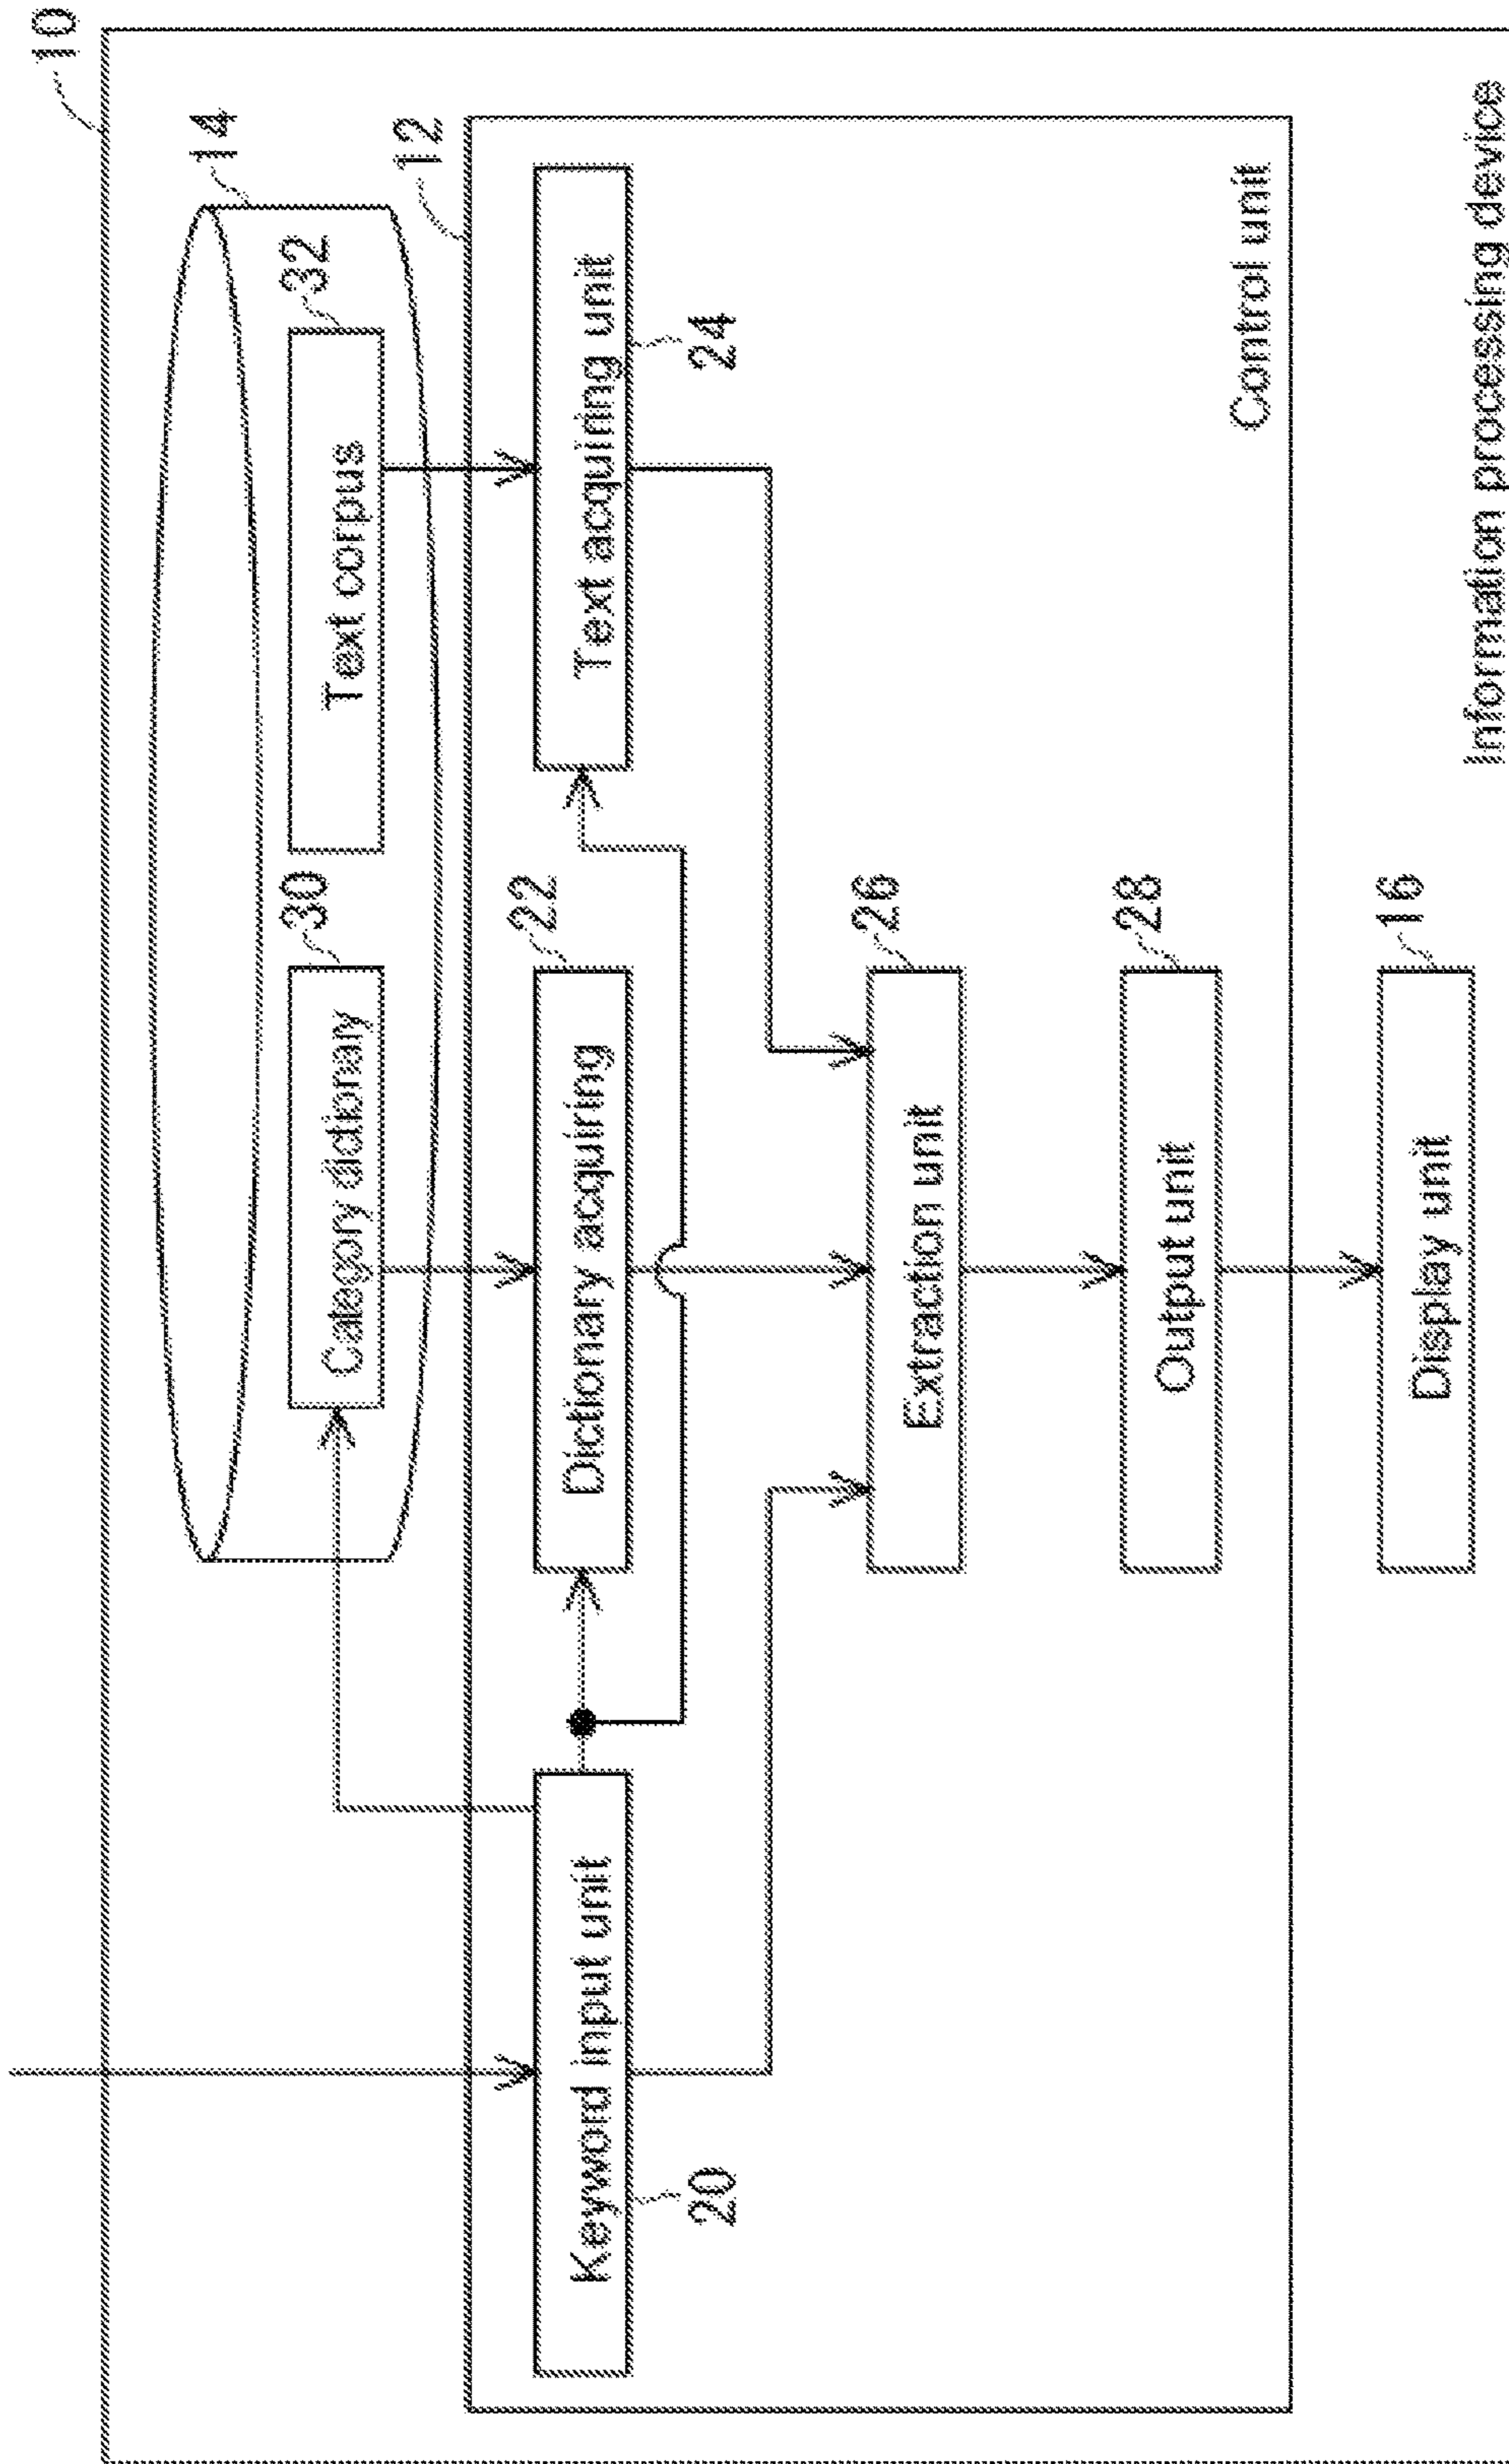 10
14
30
Category dictionary
32
Text corpus
12
Keyword input unit
20
22
Dictionary acquiring
Text acquiring unit
24
26
Extraction unit
28
Output unit
Control unit
16
Display unit
Information processing device